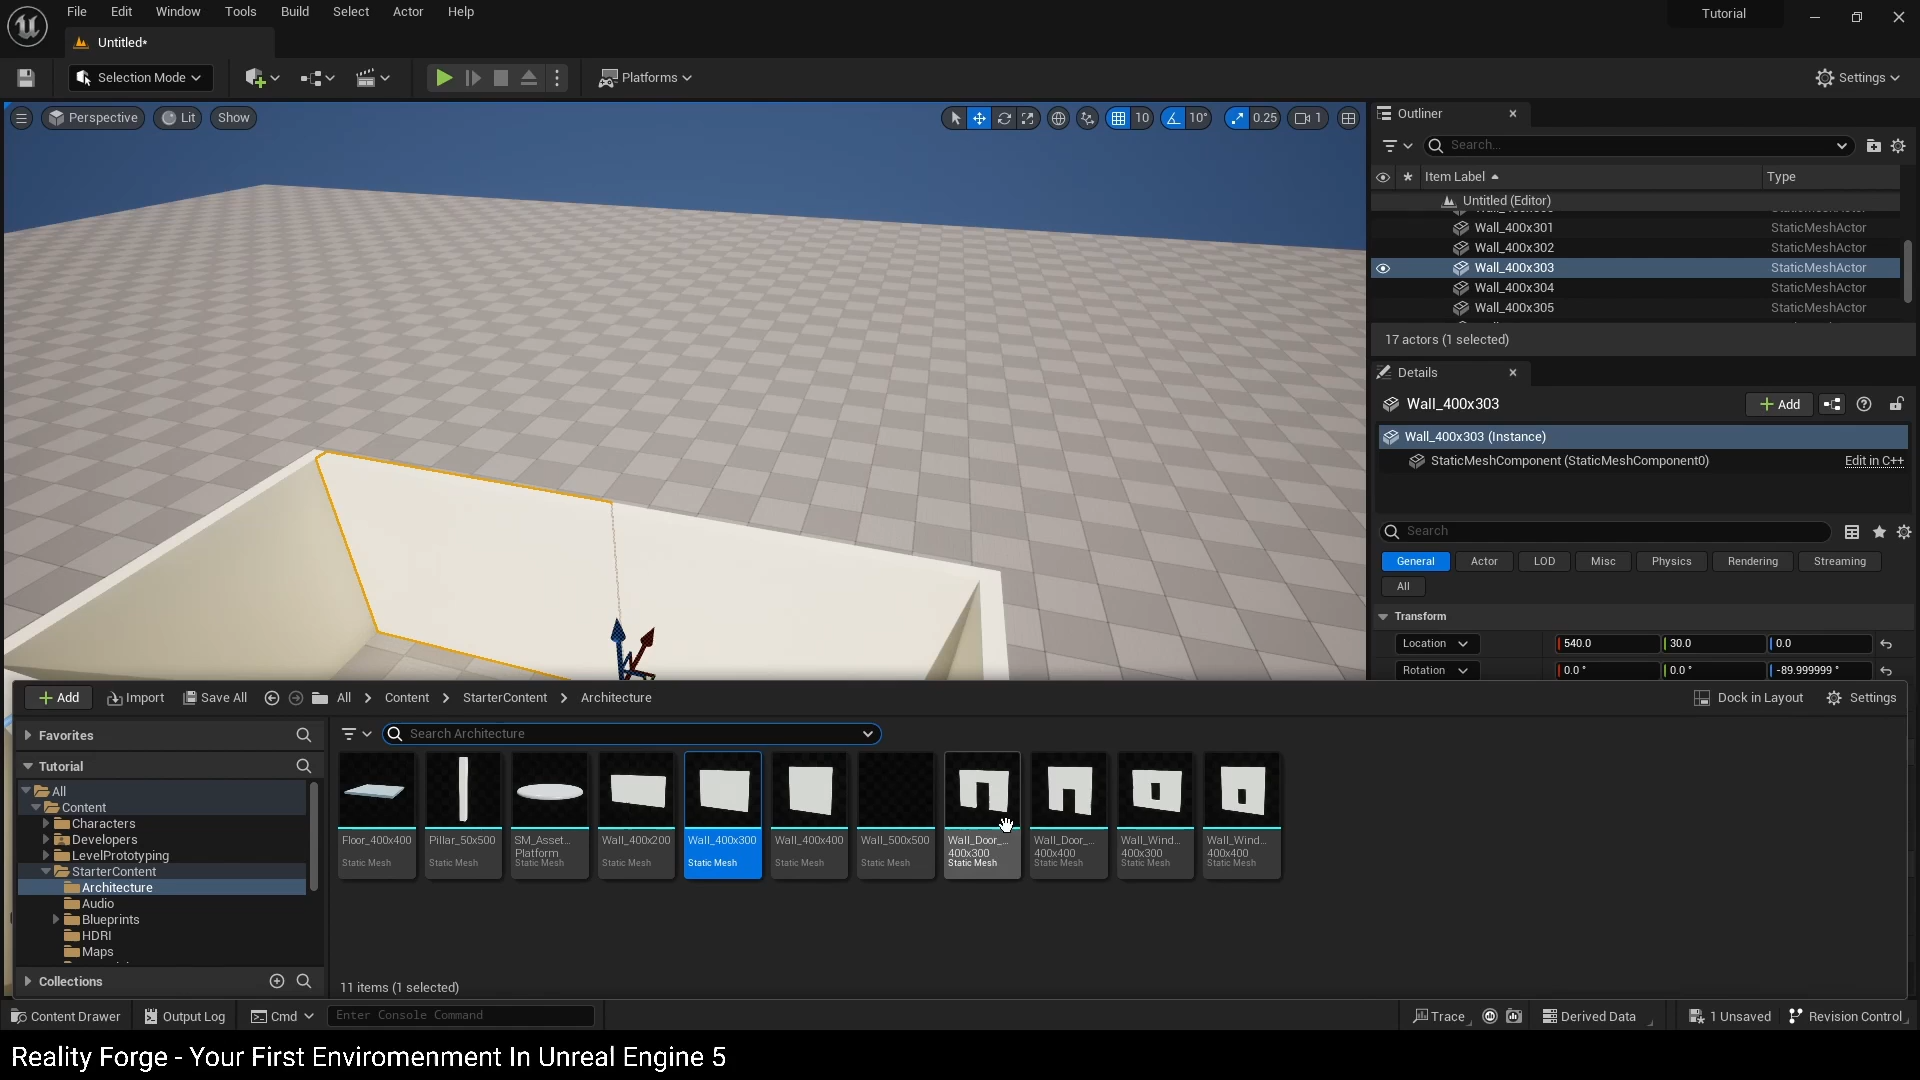 File Edit Window Tools Build Select Actor Help
Tutorial
Untitled*
Selection Mode
Platforms
Settings
Perspective Lit Show
10 10° 0.25 1
Outliner
Search...
Item Label Type
Untitled (Editor)
Wall_400x301 StaticMeshActor
Wall_400x302 StaticMeshActor
Wall_400x303 StaticMeshActor
Wall_400x304 StaticMeshActor
Wall_400x305 StaticMeshActor
17 actors (1 selected)
Details
Wall_400x303
Add
Wall_400x303 (Instance)
StaticMeshComponent (StaticMeshComponent0) Edit in C++
Search
General Actor LOD Misc Physics Rendering Streaming
All
Transform
Location 540.0 30.0 0.0
Rotation 0.0 ° 0.0 ° -89.999999 °
Add Import Save All All Content StarterContent Architecture Dock in Layout Settings
Favorites
Tutorial
All
Content
Characters
Developers
LevelPrototyping
StarterContent
Architecture
Audio
Blueprints
HDRI
Maps
Collections
Search Architecture
Floor_400x400
Static Mesh
Pillar_50x500
Static Mesh
SM_Asset...
Platform
Static Mesh
Wall_400x200
Static Mesh
Wall_400x300
Static Mesh
Wall_400x400
Static Mesh
Wall_500x500
Static Mesh
Wall_Door_...
400x300
Static Mesh
Wall_Door_...
400x400
Static Mesh
Wall_Wind...
400x300
Static Mesh
Wall_Wind...
400x400
Static Mesh
11 items (1 selected)
Content Drawer Output Log Cmd Enter Console Command Trace Derived Data 1 Unsaved Revision Control
Reality Forge - Your First Enviromenment In Unreal Engine 5